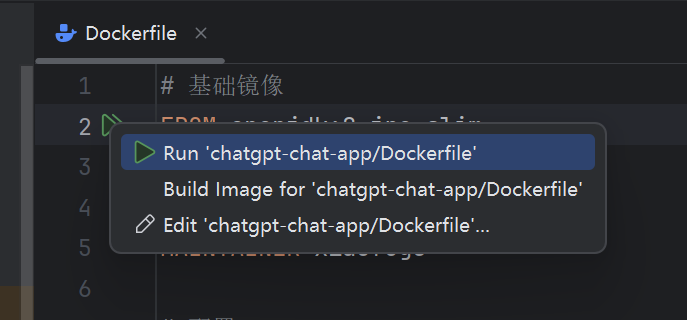 Dockerfile
1 # 基础镜像
2
Run 'chatgpt-chat-app/Dockerfile'
3
Build Image for 'chatgpt-chat-app/Dockerfile'
4
Edit 'chatgpt-chat-app/Dockerfile'...
5
6